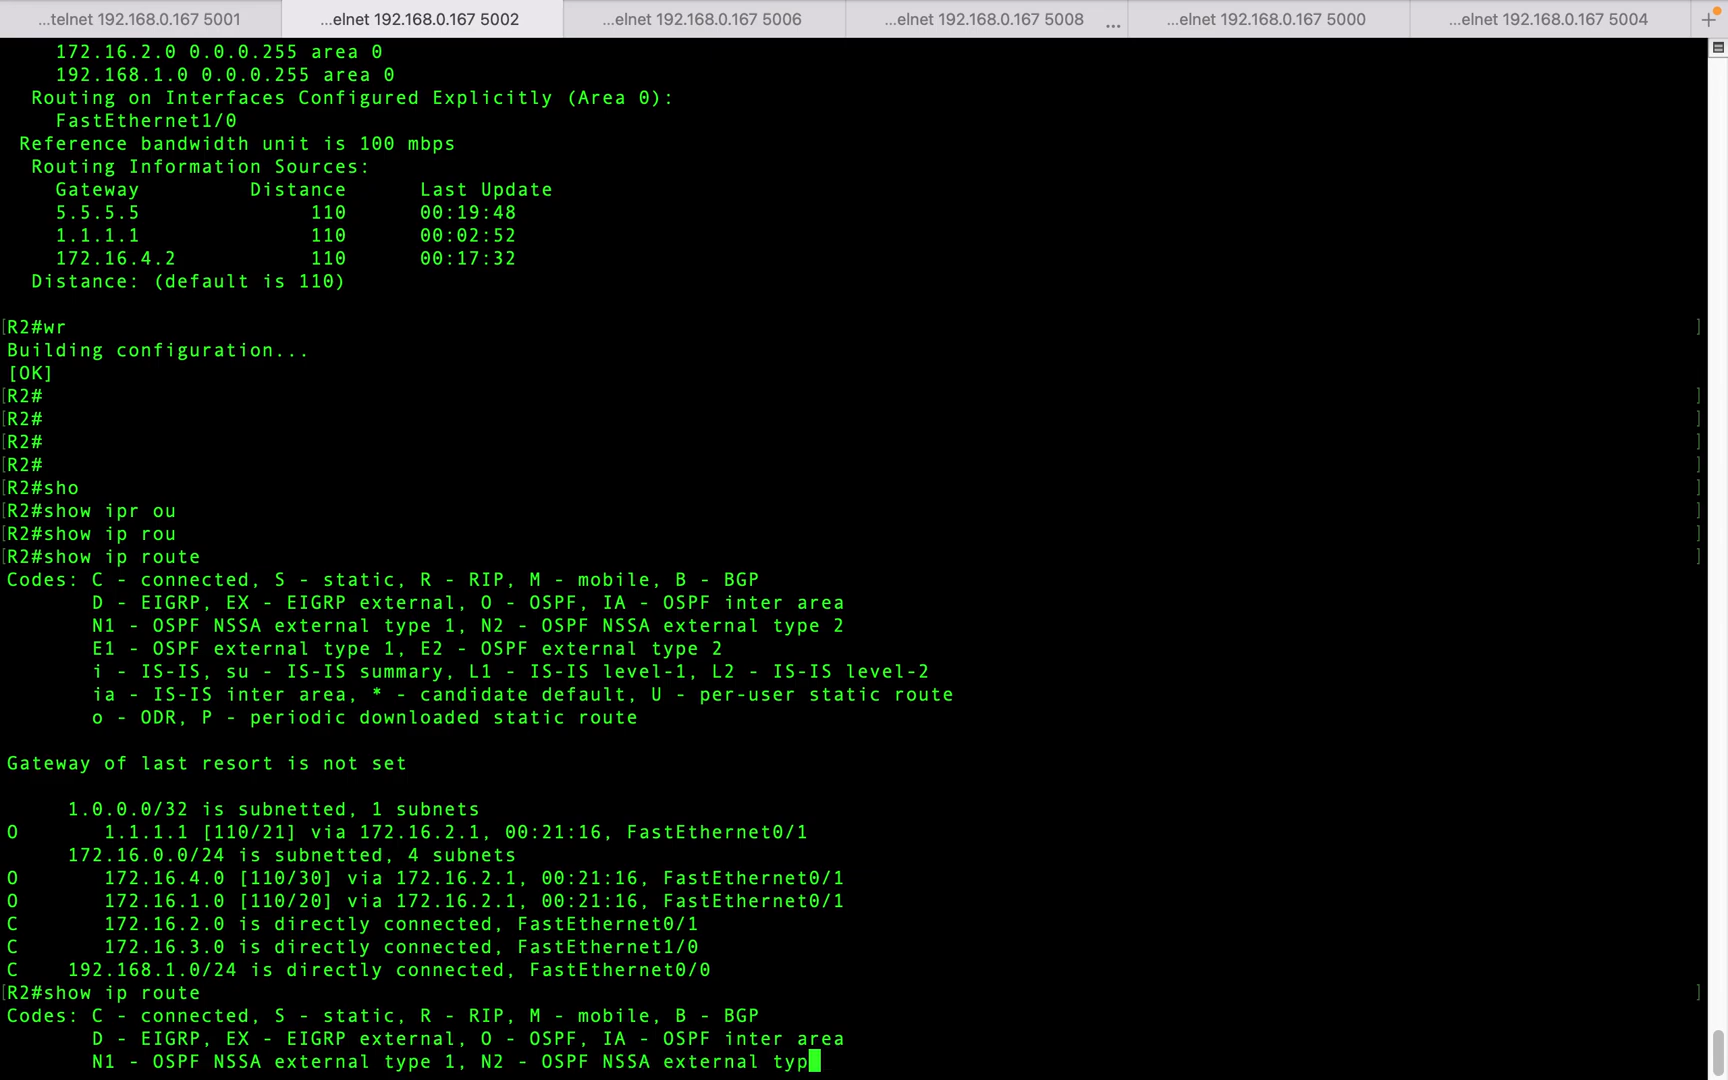 ...telnet 192.168.0.167 5001
...elnet 192.168.0.167 5002
...elnet 192.168.0.167 5006
...elnet 192.168.0.167 5008
...
...elnet 192.168.0.167 5000
...elnet 192.168.0.167 5004
+
172.16.2.0 0.0.0.255 area 0
192.168.1.0 0.0.0.255 area 0
Routing on Interfaces Configured Explicitly (Area 0):
FastEthernet1/0
Reference bandwidth unit is 100 mbps
Routing Information Sources:
Gateway Distance Last Update
5.5.5.5 110 00:19:48
1.1.1.1 110 00:02:52
172.16.4.2 110 00:17:32
Distance: (default is 110)
[R2#wr ]
Building configuration...
[OK]
[R2# ]
[R2# ]
[R2# ]
[R2# ]
[R2#sho ]
[R2#show ipr ou ]
[R2#show ip rou ]
[R2#show ip route ]
Codes: C - connected, S - static, R - RIP, M - mobile, B - BGP
D - EIGRP, EX - EIGRP external, O - OSPF, IA - OSPF inter area
N1 - OSPF NSSA external type 1, N2 - OSPF NSSA external type 2
E1 - OSPF external type 1, E2 - OSPF external type 2
i - IS-IS, su - IS-IS summary, L1 - IS-IS level-1, L2 - IS-IS level-2
ia - IS-IS inter area, * - candidate default, U - per-user static route
o - ODR, P - periodic downloaded static route
Gateway of last resort is not set
1.0.0.0/32 is subnetted, 1 subnets
O 1.1.1.1 [110/21] via 172.16.2.1, 00:21:16, FastEthernet0/1
172.16.0.0/24 is subnetted, 4 subnets
O 172.16.4.0 [110/30] via 172.16.2.1, 00:21:16, FastEthernet0/1
O 172.16.1.0 [110/20] via 172.16.2.1, 00:21:16, FastEthernet0/1
C 172.16.2.0 is directly connected, FastEthernet0/1
C 172.16.3.0 is directly connected, FastEthernet1/0
C 192.168.1.0/24 is directly connected, FastEthernet0/0
[R2#show ip route ]
Codes: C - connected, S - static, R - RIP, M - mobile, B - BGP
D - EIGRP, EX - EIGRP external, O - OSPF, IA - OSPF inter area
N1 - OSPF NSSA external type 1, N2 - OSPF NSSA external typ